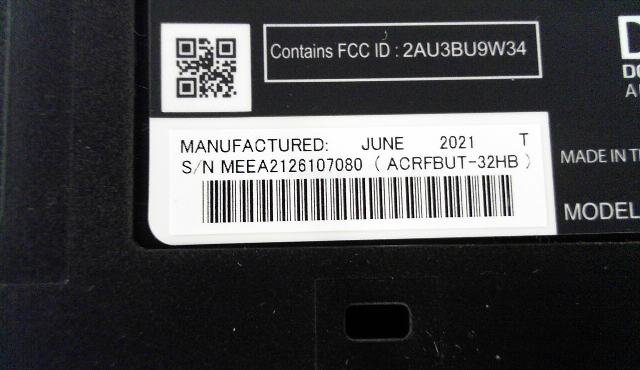 Contains FCC ID : 2AU3BU9W34
MANUFACTURED: JUNE 2021 T
S/N MEEA2126107080 ( ACRFBUT-32HB )
MADE IN
MODEL